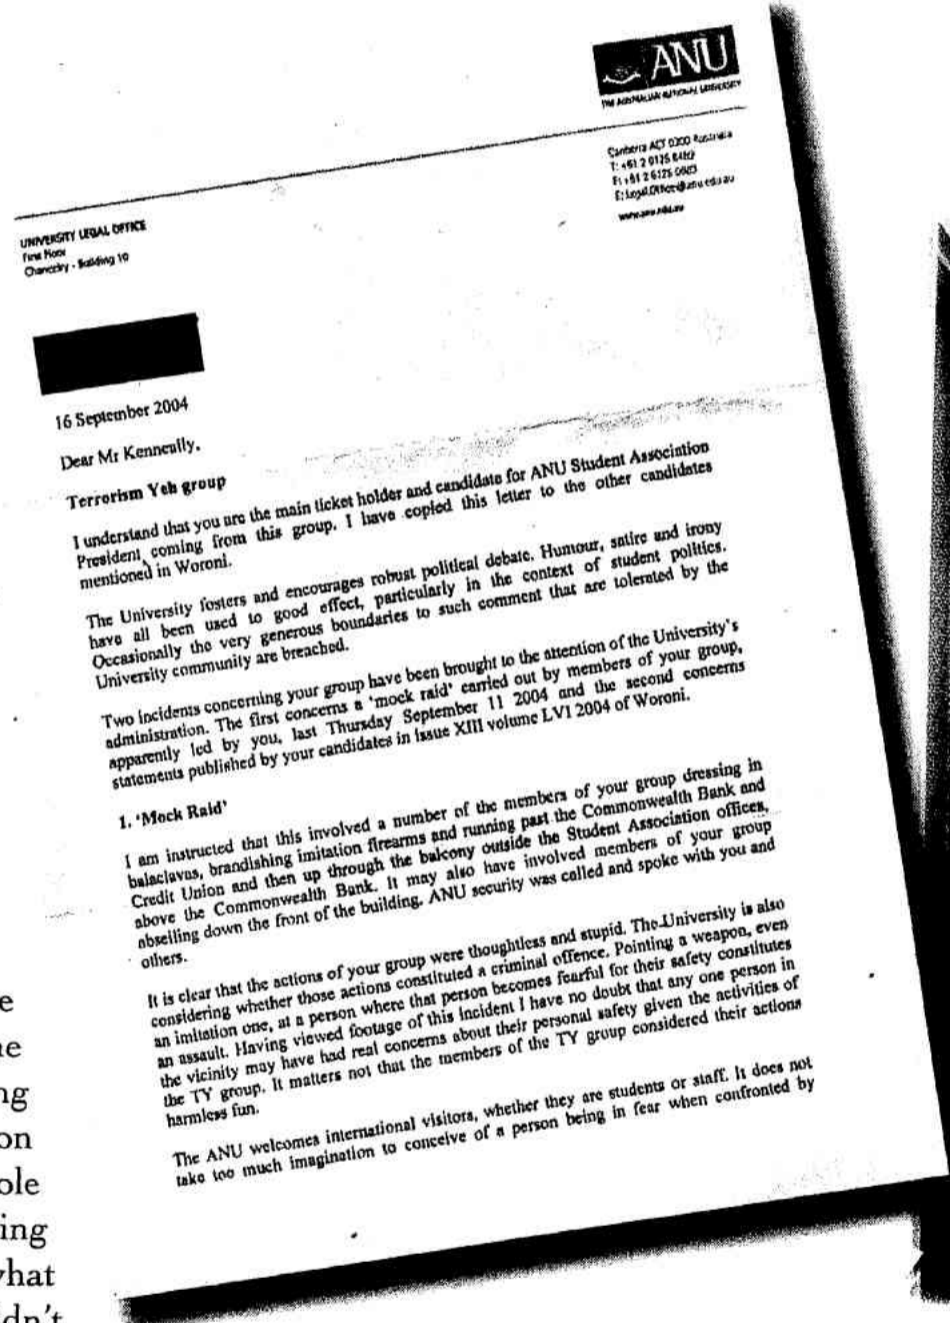 ANU
THE AUSTRALIAN NATIONAL UNIVERSITY
Canberra ACT 0200 Australia
www.anu.edu.au
UNIVERSITY LEGAL OFFICE
First Floor
Chancelry - Building 10
16 September 2004
Dear Mr Kenneally,
Terrorism Yeh group
I understand that you are the main ticket holder and candidate for ANU Student Association
President coming from this group. I have copied this letter to the other candidates
mentioned in Woroni.
The University fosters and encourages robust political debate. Humour, satire and irony
have all been used to good effect, particularly in the context of student politics.
Occasionally the very generous boundaries to such comment that are tolerated by the
University community are breached.
Two incidents concerning your group have been brought to the attention of the University's
administration. The first concerns a 'mock raid' carried out by members of your group,
apparently led by you, last Thursday September 11 2004 and the second concerns
statements published by your candidates in issue XIII volume LVI 2004 of Woroni.
1. 'Mock Raid'
I am instructed that this involved a number of the members of your group dressing in
balaclavas, brandishing imitation firearms and running past the Commonwealth Bank and
Credit Union and then up through the balcony outside the Student Association offices,
above the Commonwealth Bank. It may also have involved members of your group
abseiling down the front of the building. ANU security was called and spoke with you and
others.
It is clear that the actions of your group were thoughtless and stupid. The University is also
considering whether those actions constituted a criminal offence. Pointing a weapon, even
an imitation one, at a person where that person becomes fearful for their safety constitutes
an assault. Having viewed footage of this incident I have no doubt that any one person in
the vicinity may have had real concerns about their personal safety given the activities of
the TY group. It matters not that the members of the TY group considered their actions
harmless fun.
The ANU welcomes international visitors, whether they are students or staff. It does not
take too much imagination to conceive of a person being in fear when confronted by
e
ne
ng
on
ole
ing
what
dn't